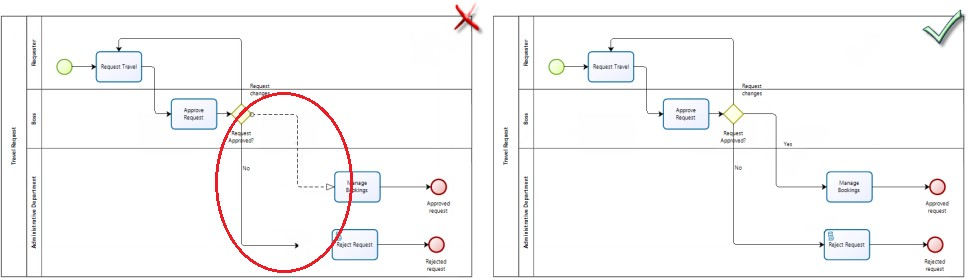 Travel Request
Requester
Request Travel
Request
changes
Boss
Approve
Request
Request
Approved?
No
Administrative Department
Manage
Bookings
Approved
request
Reject Request
Rejected
request
Travel Request
Requester
Request Travel
Request
changes
Boss
Approve
Request
Request
Approved?
Yes
No
Administrative Department
Manage
Bookings
Approved
request
Reject Request
Rejected
request